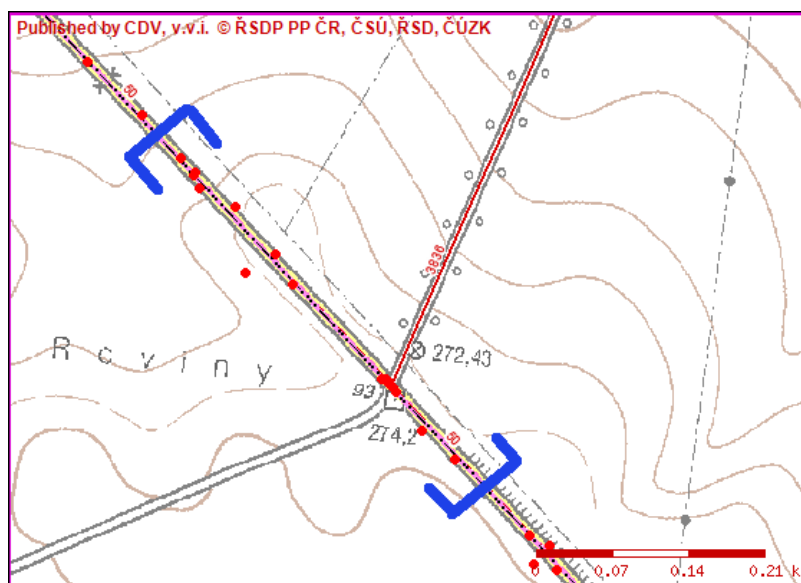 Published by CDV, v.v.i. © ŘSDP PP ČR, ČSÚ, ŘSD, ČÚZK
50
3836
272,43
R o v i n y
93
274,2
50
0 0.07 0.14 0.21 k